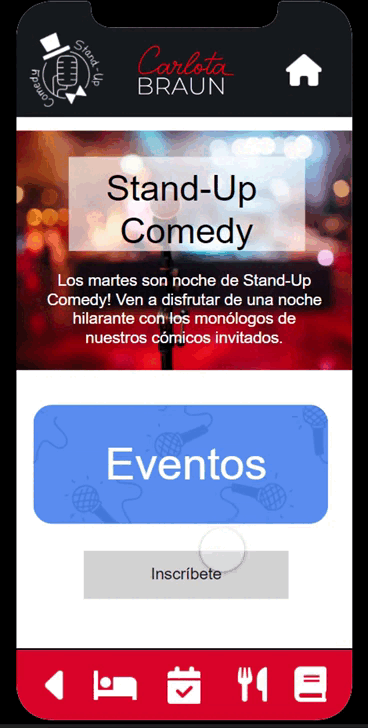 Stand-Up
Comedy
Carlota
BRAUN
Stand-Up
Comedy
Los martes son noche de Stand-Up
Comedy! Ven a disfrutar de una noche
hilarante con los monólogos de
nuestros cómicos invitados.
Eventos
Inscríbete